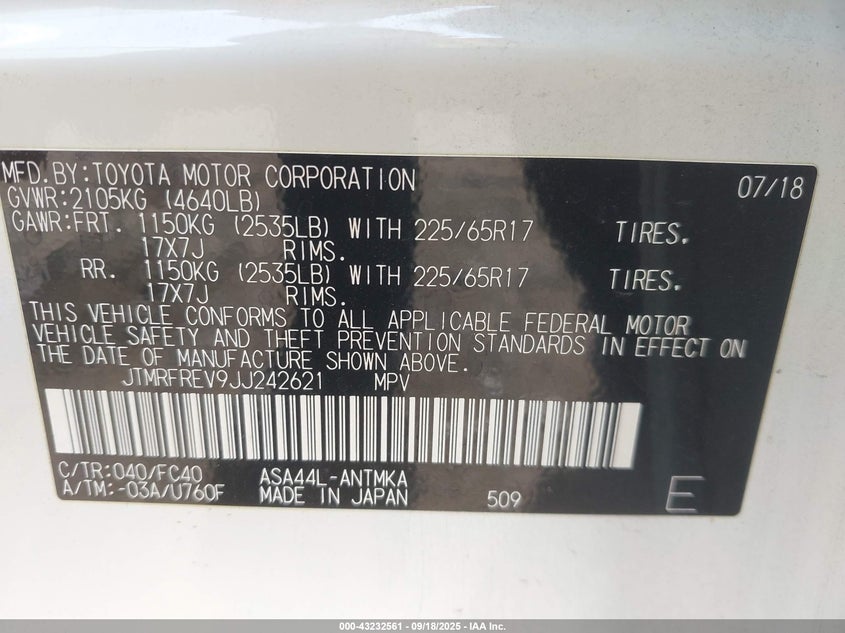 MFD.BY:TOYOTA MOTOR CORPORATION 07/18
GVWR:2105KG (4640LB)
GAWR:FRT. 1150KG (2535LB) WITH 225/65R17 TIRES.
17X7J RIMS.
RR. 1150KG (2535LB) WITH 225/65R17 TIRES.
17X7J RIMS.
THIS VEHICLE CONFORMS TO ALL APPLICABLE FEDERAL MOTOR
VEHICLE SAFETY AND THEFT PREVENTION STANDARDS IN EFFECT ON
THE DATE OF MANUFACTURE SHOWN ABOVE.
JTMRFREV9JJ242621 MPV
C/TR:040/FC40 ASA44L-ANTMKA
A/TM:-03A/U760F MADE IN JAPAN 509 E
000-43232561 - 09/18/2025 - IAA Inc.